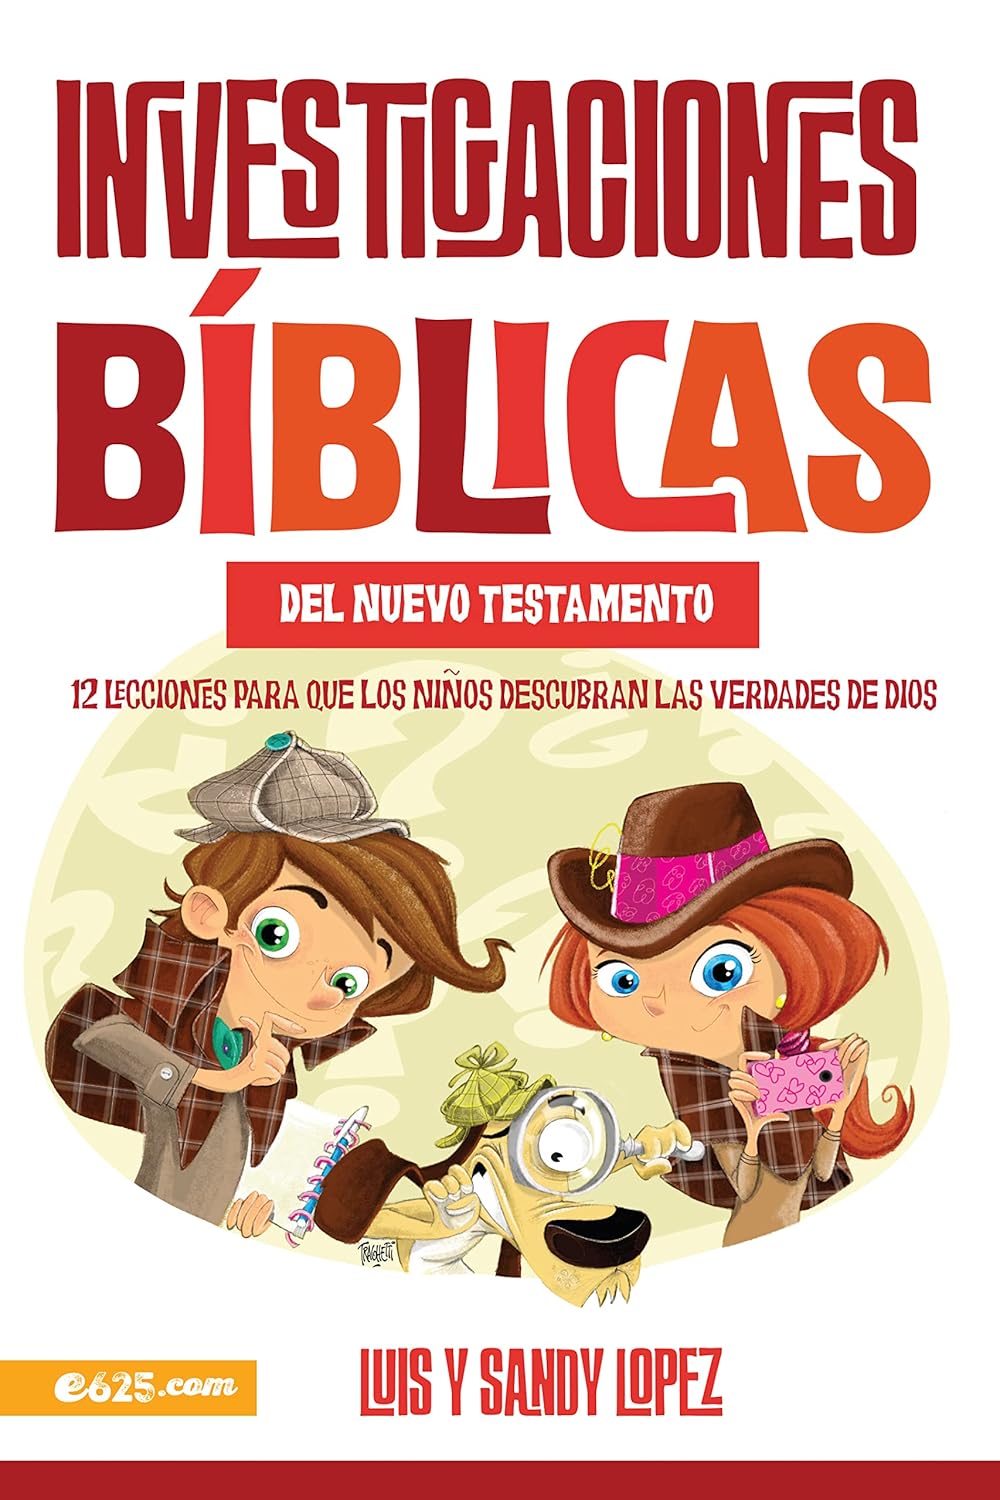 INVESTIGACIONES
BÍBLICAS
DEL NUEVO TESTAMENTO
12 LECCIONES PARA QUE LOS NIÑOS DESCUBRAN LAS VERDADES DE DIOS
TRAGHETTI
e625.com
LUIS Y SANDY LOPEZ